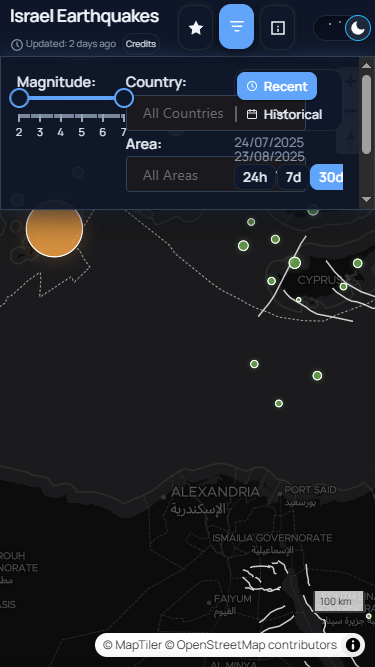 Israel Earthquakes
Updated: 2 days ago
Credits
Magnitude:
2 3 4 5 6 7
Country:
All Countries
Area:
All Areas
Recent
Historical
24/07/2025
23/08/2025
24h 7d 30d
CYPRUS
ALEXANDRIA
الإسكندرية
PORT SAID
بورسعيد
ISMAILIA GOVERNORATE
الإسماعيلية
ROUH
NORATE
FAIYUM
الفيوم
ASIS
100 km
جزيرة سينا
AL MINYA
© MapTiler © OpenStreetMap contributors